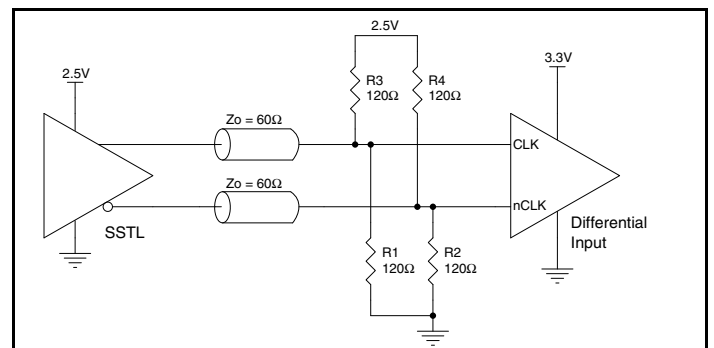 2.5V
2.5V
3.3V
R3
120Ω
R4
120Ω
Zo = 60Ω
CLK
Zo = 60Ω
nCLK
SSTL
Differential
Input
R1
120Ω
R2
120Ω